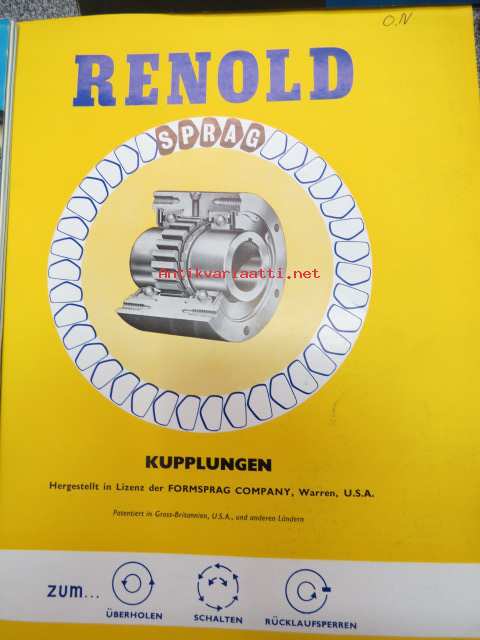 O.N
RENOLD
SPRAG
Antikvariaatti.net
KUPPLUNGEN
Hergestellt in Lizenz der FORMSPRAG COMPANY, Warren, U.S.A.
Patentiert in Gross-Britannien, U.S.A., und anderen Ländern
zum...
ÜBERHOLEN SCHALTEN RÜCKLAUFSPERREN